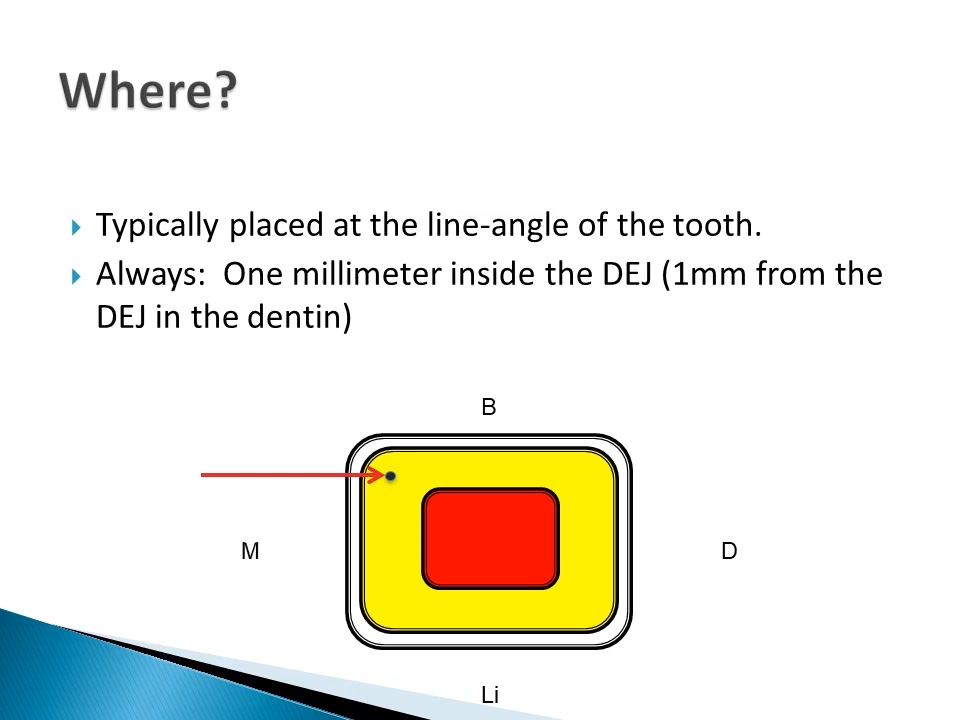 Where?
Typically placed at the line-angle of the tooth.
Always:  One millimeter inside the DEJ (1mm from the
DEJ in the dentin)
B
M
D
Li